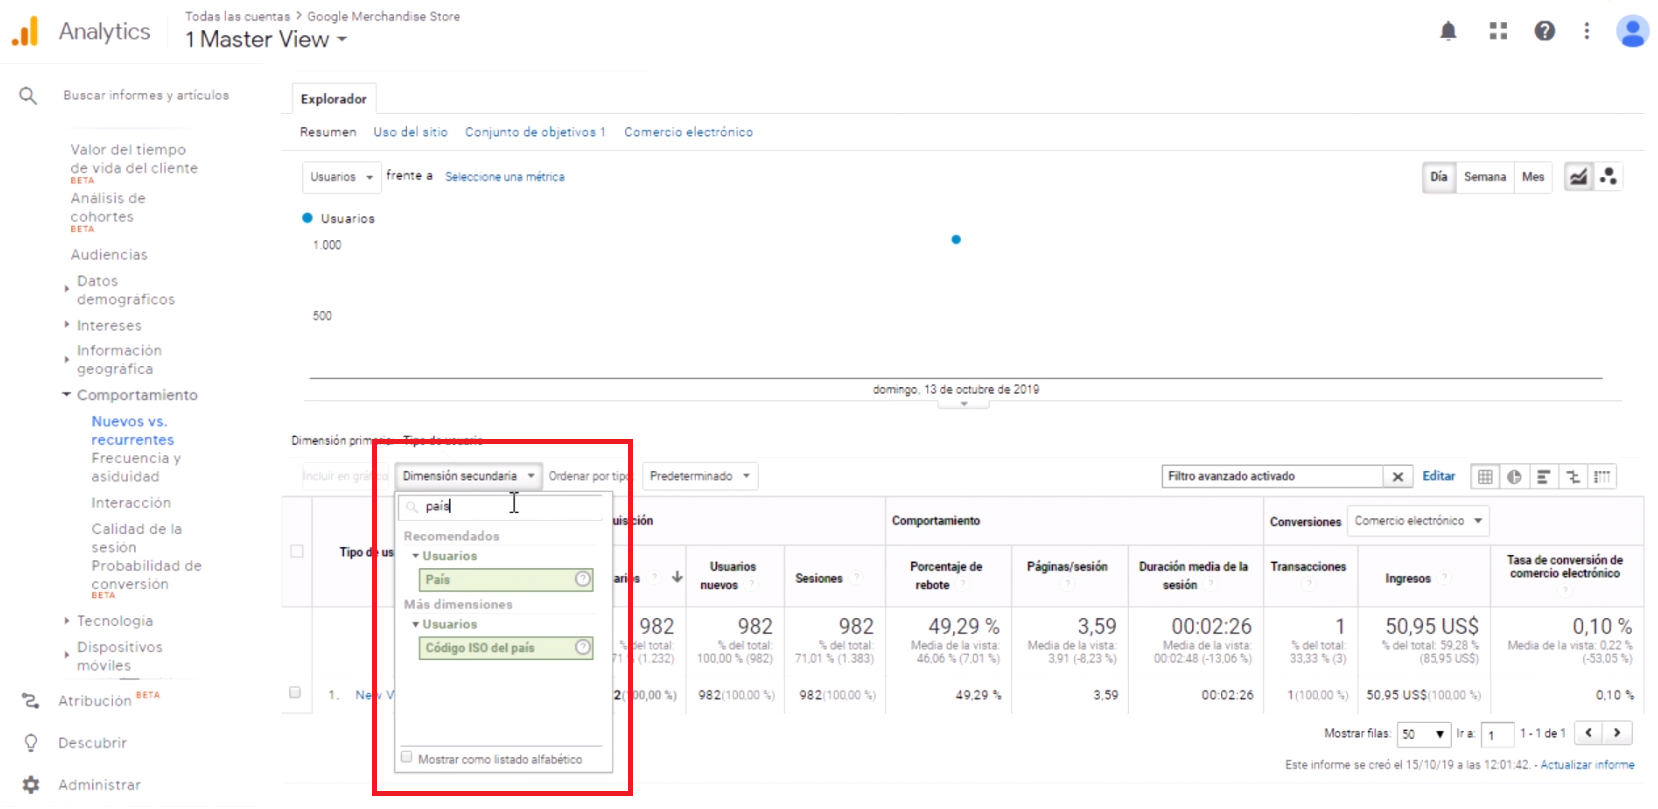 Todas las cuentas > Google Merchandise Store
Analytics
1 Master View
Buscar informes y artículos
Valor del tiempo
de vida del cliente
BETA
Análisis de
cohortes
BETA
Audiencias
Datos
demográficos
Intereses
Información
geográfica
Comportamiento
Nuevos vs.
recurrentes
Frecuencia y
asiduidad
Interacción
Calidad de la
sesión
Probabilidad de
conversión
BETA
Tecnología
Dispositivos
móviles
Atribución BETA
Descubrir
Administrar
Explorador
Resumen Uso del sitio Conjunto de objetivos 1 Comercio electrónico
Usuarios frente a Seleccione una métrica
Día Semana Mes
Usuarios
1.000
500
domingo, 13 de octubre de 2019
Dimensión primaria: Tipo de usuario
Incluir en gráfico Dimensión secundaria Ordenar por tipo: Predeterminado
Filtro avanzado activado Editar
país
Recomendados
Usuarios
País
Más dimensiones
Usuarios
Código ISO del país
Mostrar como listado alfabético
uisición Comportamiento Conversiones Comercio electrónico
Tipo de us
arios
Usuarios
nuevos
Sesiones
Porcentaje de
rebote
Páginas/sesión
Duración media de la
sesión
Transacciones
Ingresos
Tasa de conversión de
comercio electrónico
982
% del total:
71 % (1.232)
982
% del total:
100,00 % (982)
982
% del total:
71,01 % (1.383)
49,29 %
Media de la vista:
46,06 % (7,01 %)
3,59
Media de la vista:
3,91 (-8,23 %)
00:02:26
Media de la vista:
00:02:48 (-13,06 %)
1
% del total:
33,33 % (3)
50,95 US$
% del total: 59,28 %
(85,95 US$)
0,10 %
Media de la vista: 0,22 %
(-53,05 %)
1. New V 2(100,00 %) 982(100,00 %) 982(100,00 %) 49,29 % 3,59 00:02:26 1(100,00 %) 50,95 US$(100,00 %) 0,10 %
Mostrar filas: 50 Ir a: 1 1 - 1 de 1
Este informe se creó el 15/10/19 a las 12:01:42. - Actualizar informe